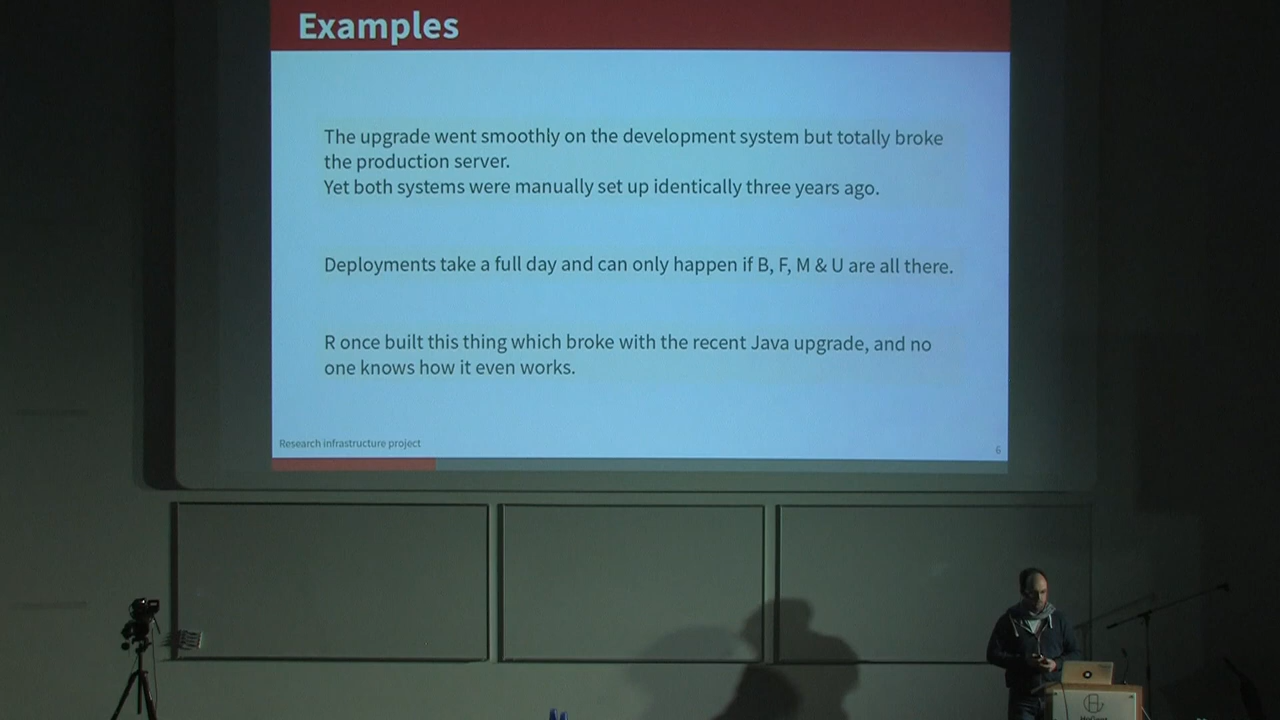 Examples
The upgrade went smoothly on the development system but totally broke
the production server.
Yet both systems were manually set up identically three years ago.
Deployments take a full day and can only happen if B, F, M & U are all there.
R once built this thing which broke with the recent Java upgrade, and no
one knows how it even works.
Research infrastructure project
6